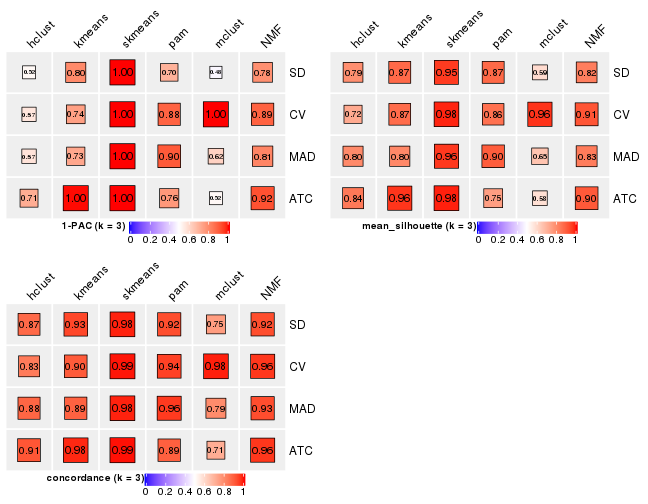 hclust kmeans skmeans pam mclust NMF
0.52 0.80 1.00 0.70 0.48 0.78 SD
0.57 0.74 1.00 0.88 1.00 0.89 CV
0.57 0.73 1.00 0.90 0.62 0.81 MAD
0.71 1.00 1.00 0.76 0.52 0.92 ATC
1-PAC (k = 3)
0 0.2 0.4 0.6 0.8 1
hclust kmeans skmeans pam mclust NMF
0.79 0.87 0.95 0.87 0.59 0.82 SD
0.72 0.87 0.98 0.86 0.96 0.91 CV
0.80 0.80 0.96 0.90 0.65 0.83 MAD
0.84 0.96 0.98 0.75 0.58 0.90 ATC
mean_silhouette (k = 3)
0 0.2 0.4 0.6 0.8 1
hclust kmeans skmeans pam mclust NMF
0.87 0.93 0.98 0.92 0.75 0.92 SD
0.83 0.90 0.99 0.94 0.98 0.96 CV
0.88 0.89 0.98 0.96 0.79 0.93 MAD
0.91 0.98 0.99 0.89 0.71 0.96 ATC
concordance (k = 3)
0 0.2 0.4 0.6 0.8 1